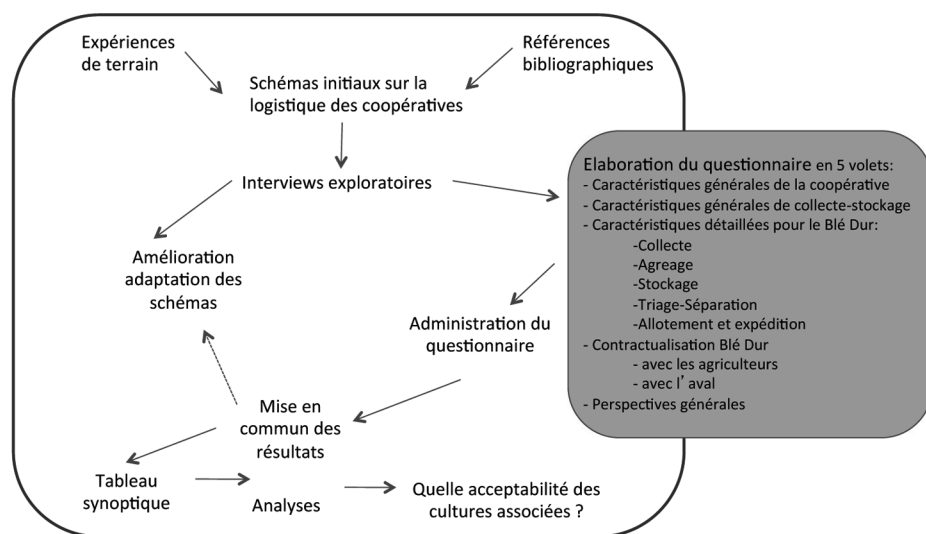 Expériences
de terrain
Références
bibliographiques
Schémas initiaux sur la
logistique des coopératives
Interviews exploratoires
Elaboration du questionnaire en 5 volets:
- Caractéristiques générales de la coopérative
- Caractéristiques générales de collecte-stockage
- Caractéristiques détaillées pour le Blé Dur:
-Collecte
-Agreage
-Stockage
-Triage-Séparation
-Allotement et expédition
- Contractualisation Blé Dur
- avec les agriculteurs
- avec l' aval
- Perspectives générales
Amélioration
adaptation des
schémas
Administration du
questionnaire
Mise en
commun des
résultats
Tableau
synoptique
Analyses
Quelle acceptabilité des
cultures associées ?